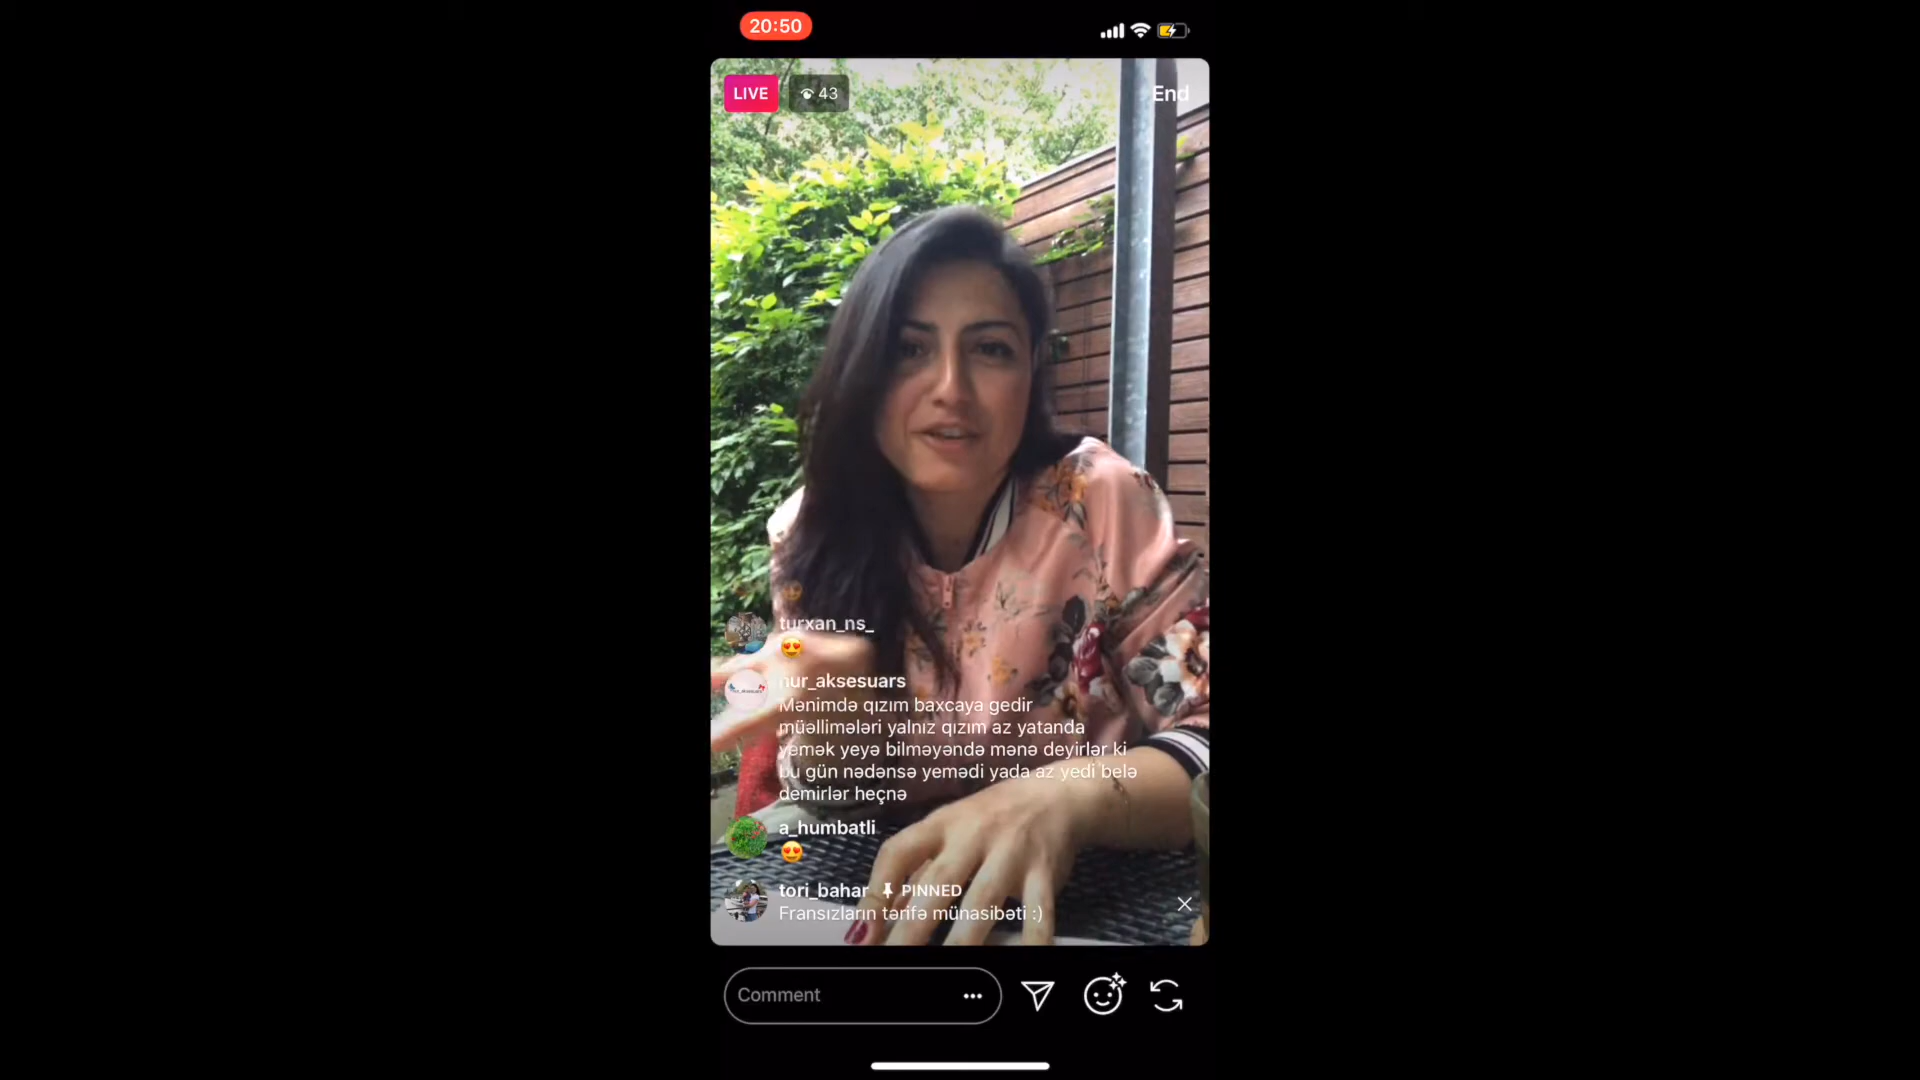 20:50
LIVE
43
End
turxan_ns_
😍
nur_aksesuars
Mənimdə qızım baxcaya gedir
müəllimələri yalnız qızım az yatanda
yemək yeyə bilməyəndə mənə deyirlər ki
bu gün nədənsə yemədi yada az yedi belə
demirlər heçnə
a_humbatli
😍
tori_bahar PINNED
Fransızların tərifə münasibəti :)
Comment